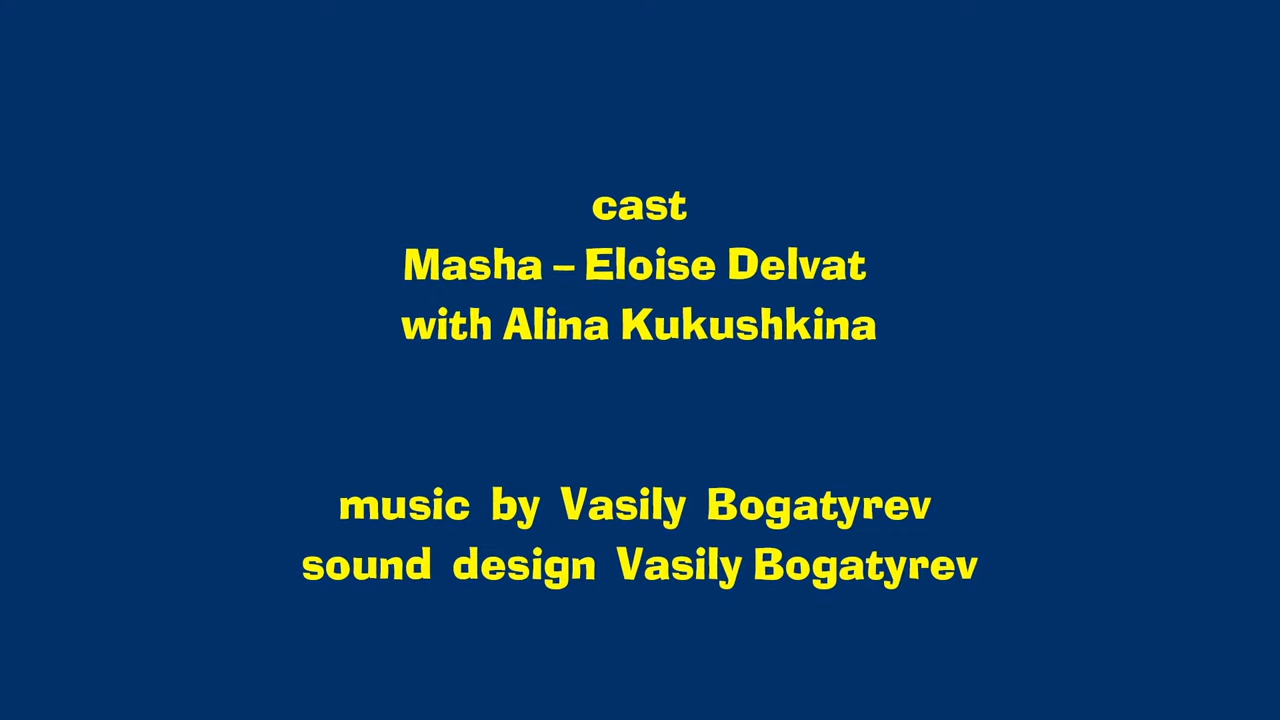 cast
Masha – Eloise Delvat
with Alina Kukushkina
music by Vasily Bogatyrev
sound design Vasily Bogatyrev